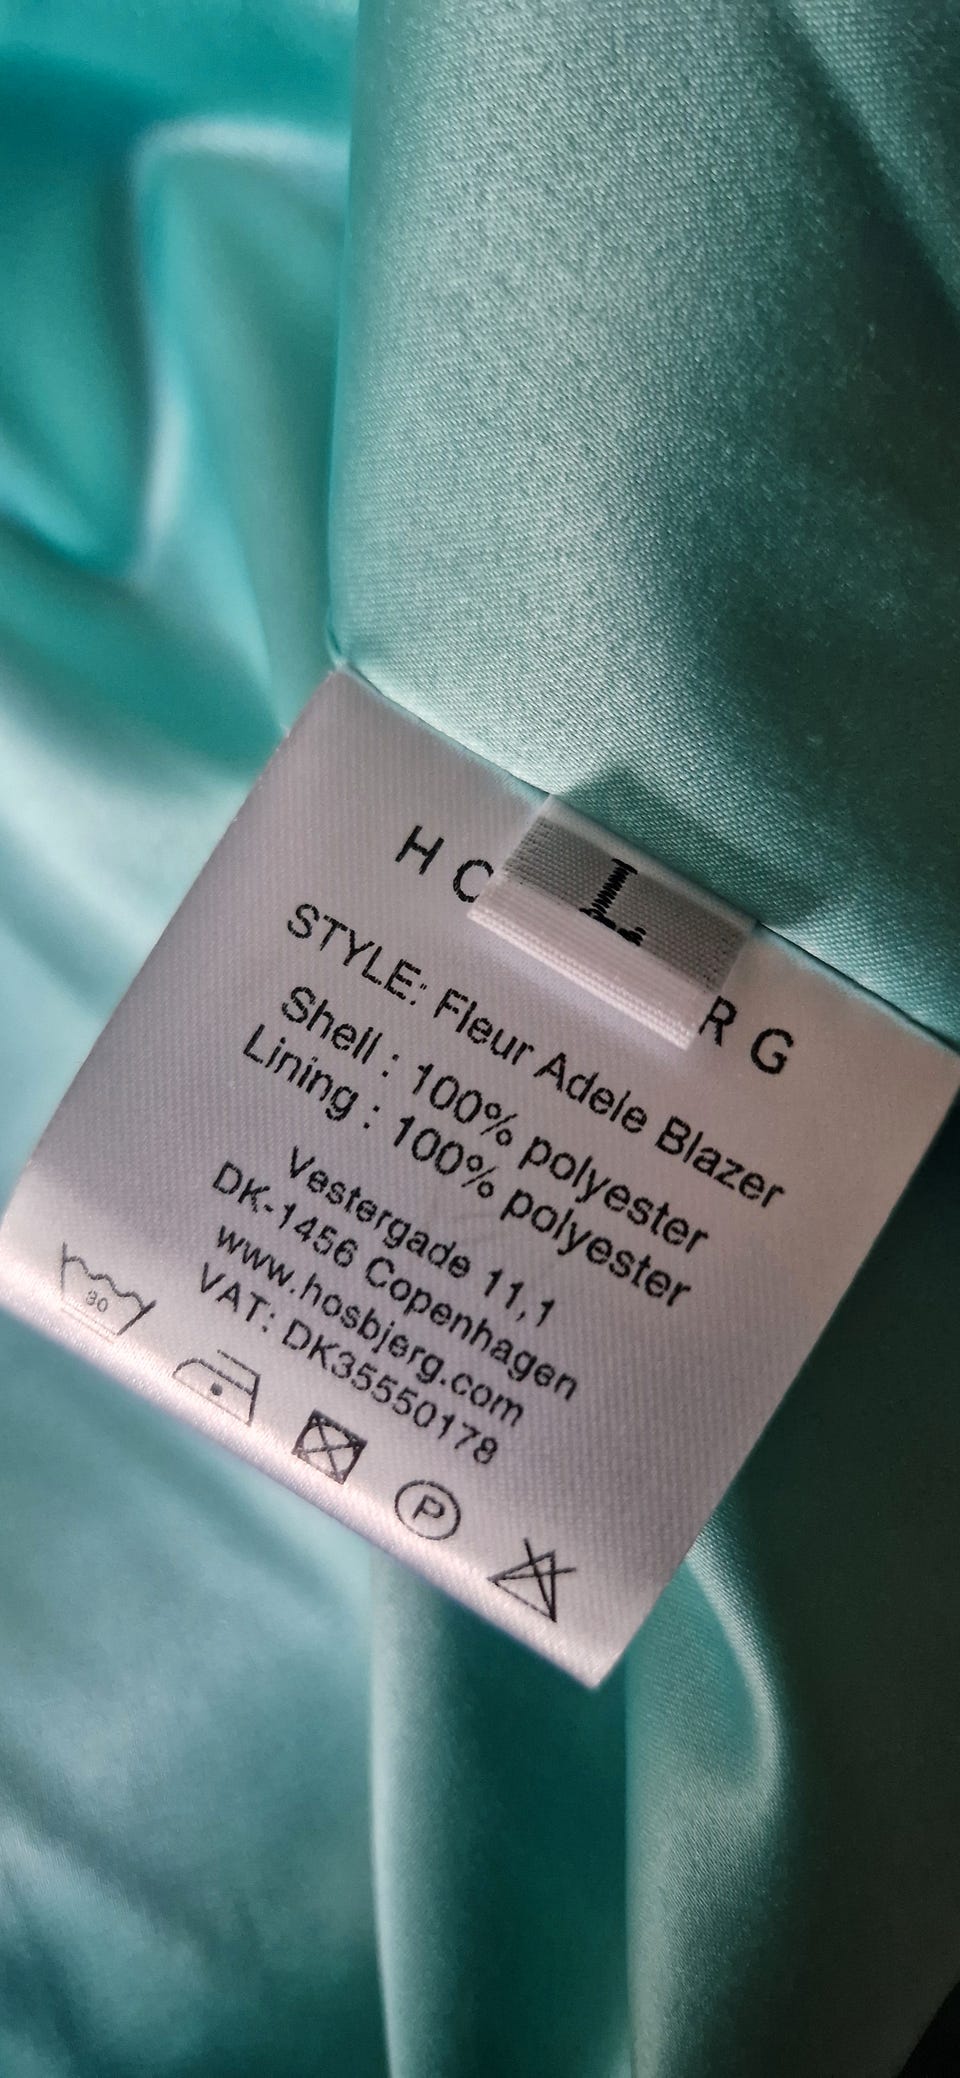 L
H O RG
STYLE: Fleur Adele Blazer
Shell : 100% polyester
Lining : 100% polyester
Vestergade 11,1
DK-1456 Copenhagen
www.hosbjerg.com
VAT: DK35550178
30
P